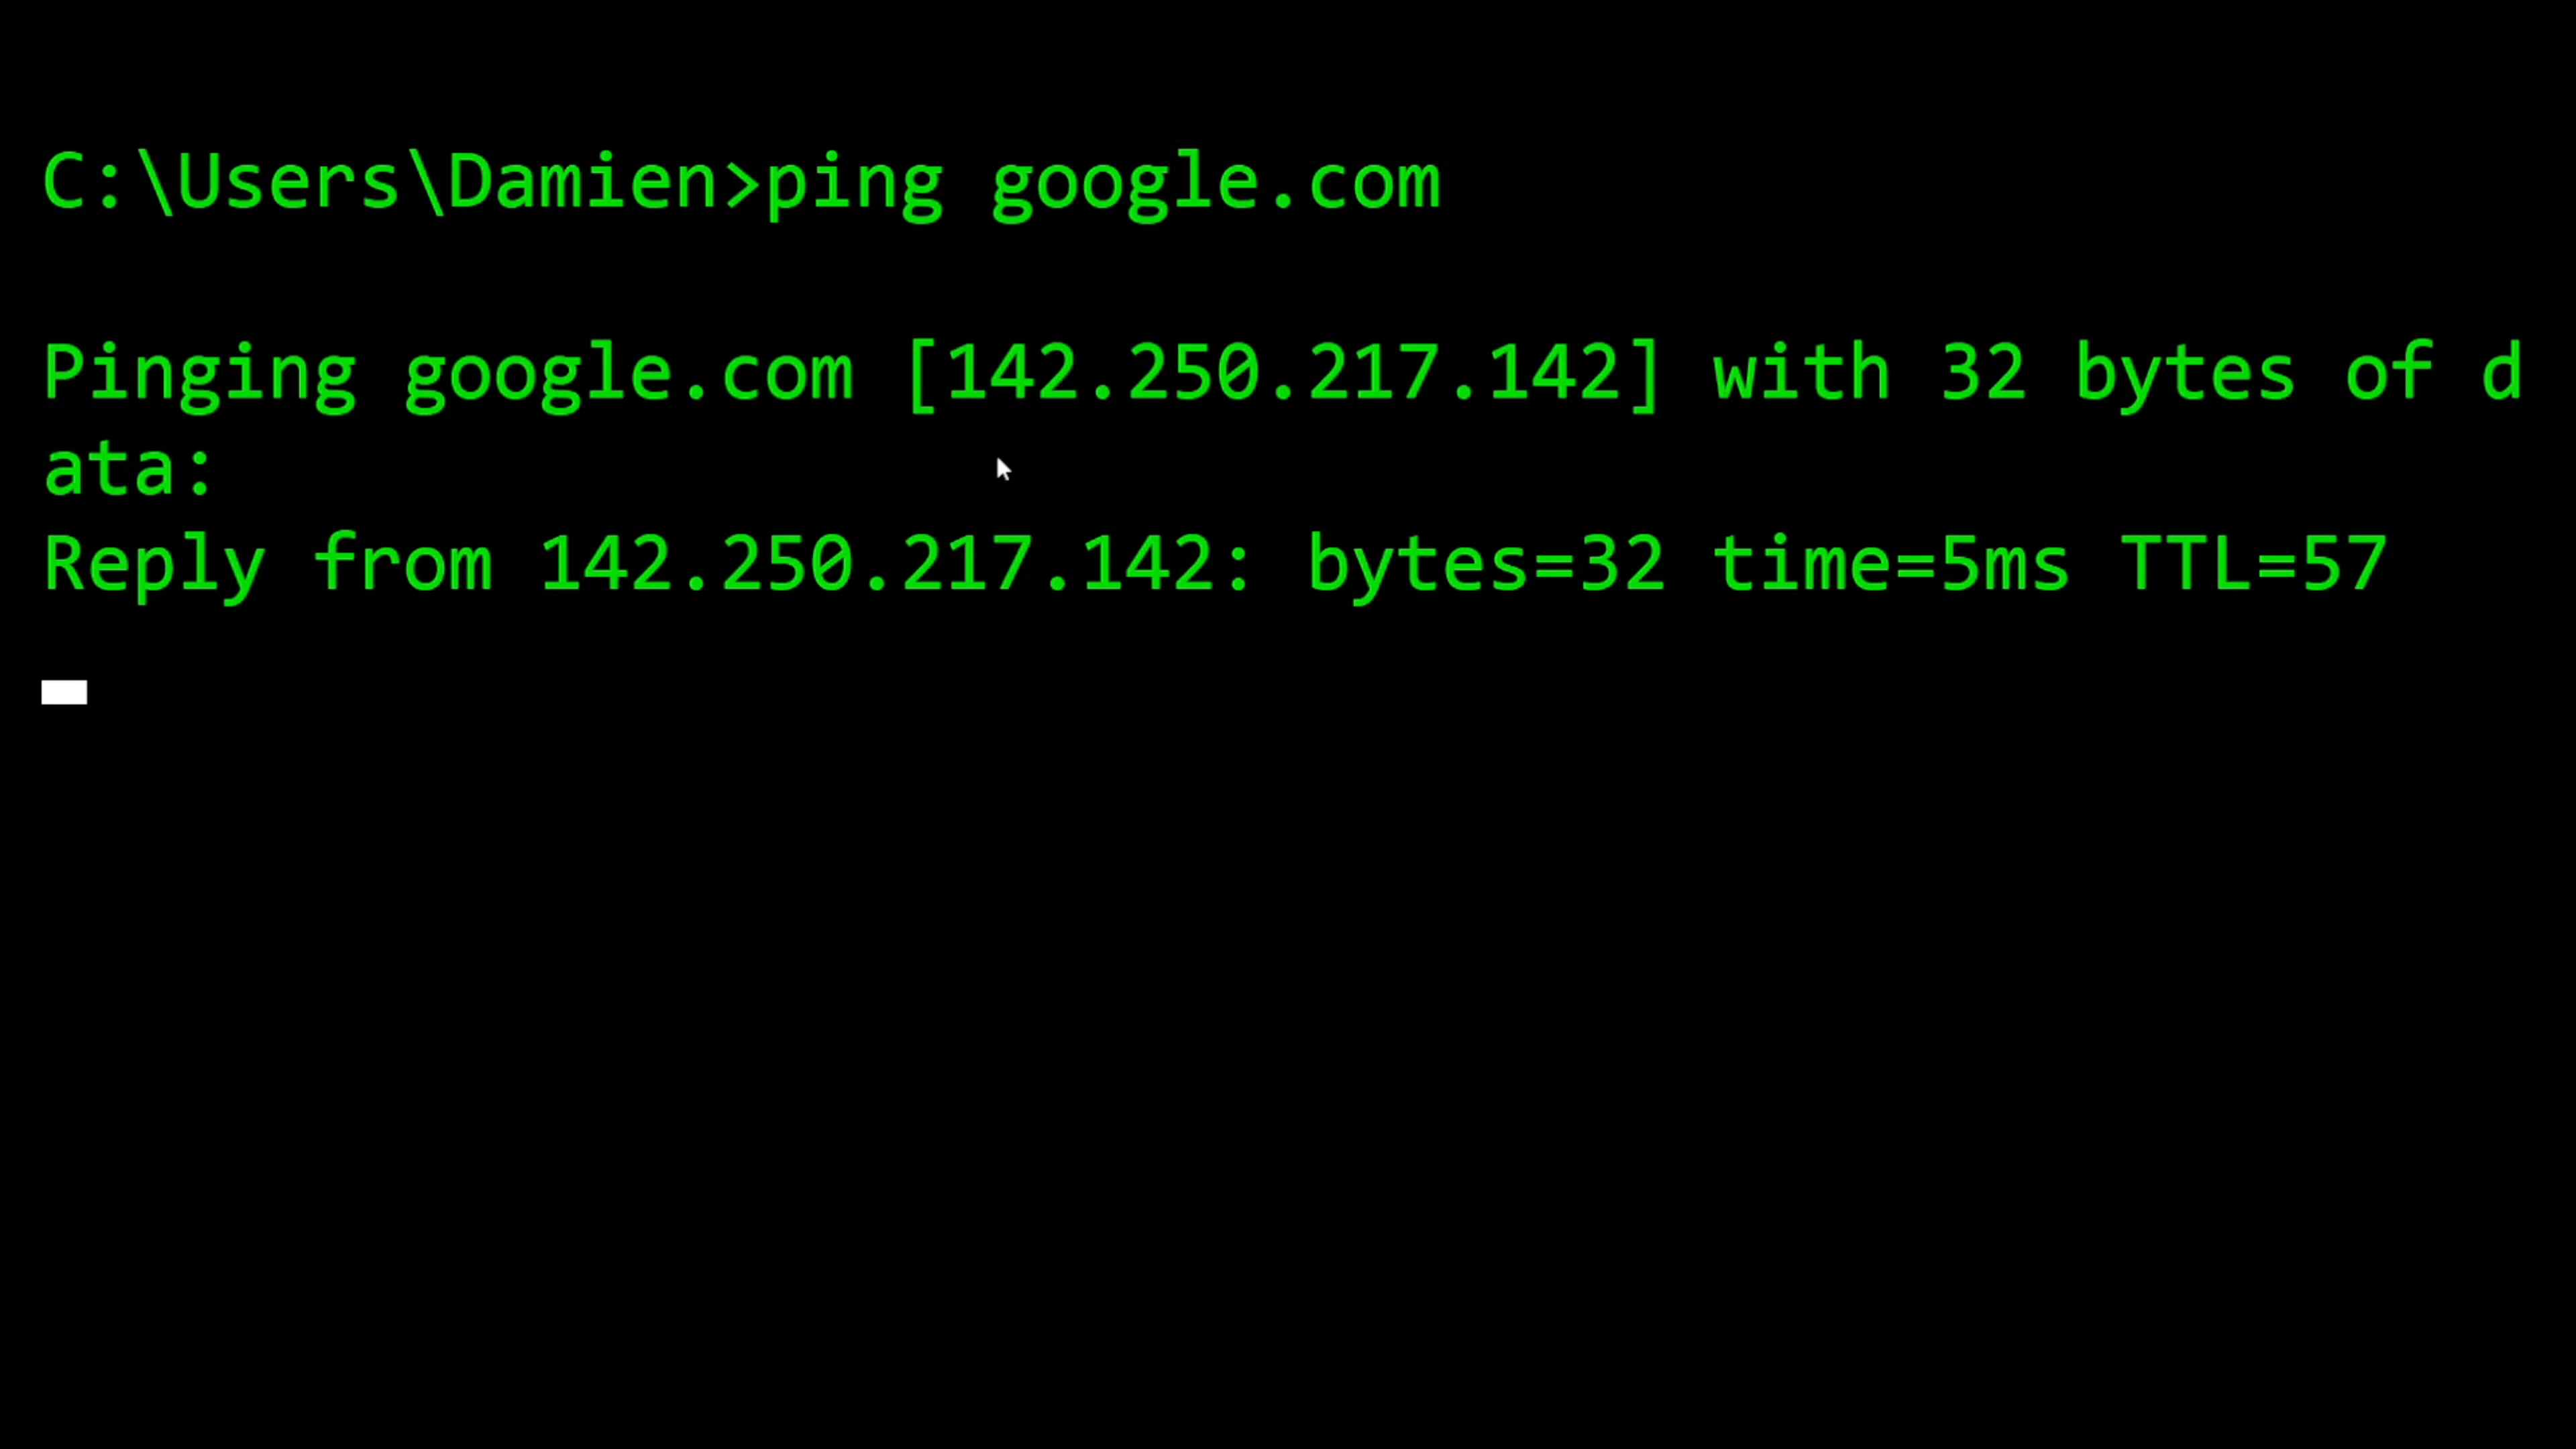 C:\Users\Damien>ping google.com
Pinging google.com [142.250.217.142] with 32 bytes of d
ata:
Reply from 142.250.217.142: bytes=32 time=5ms TTL=57